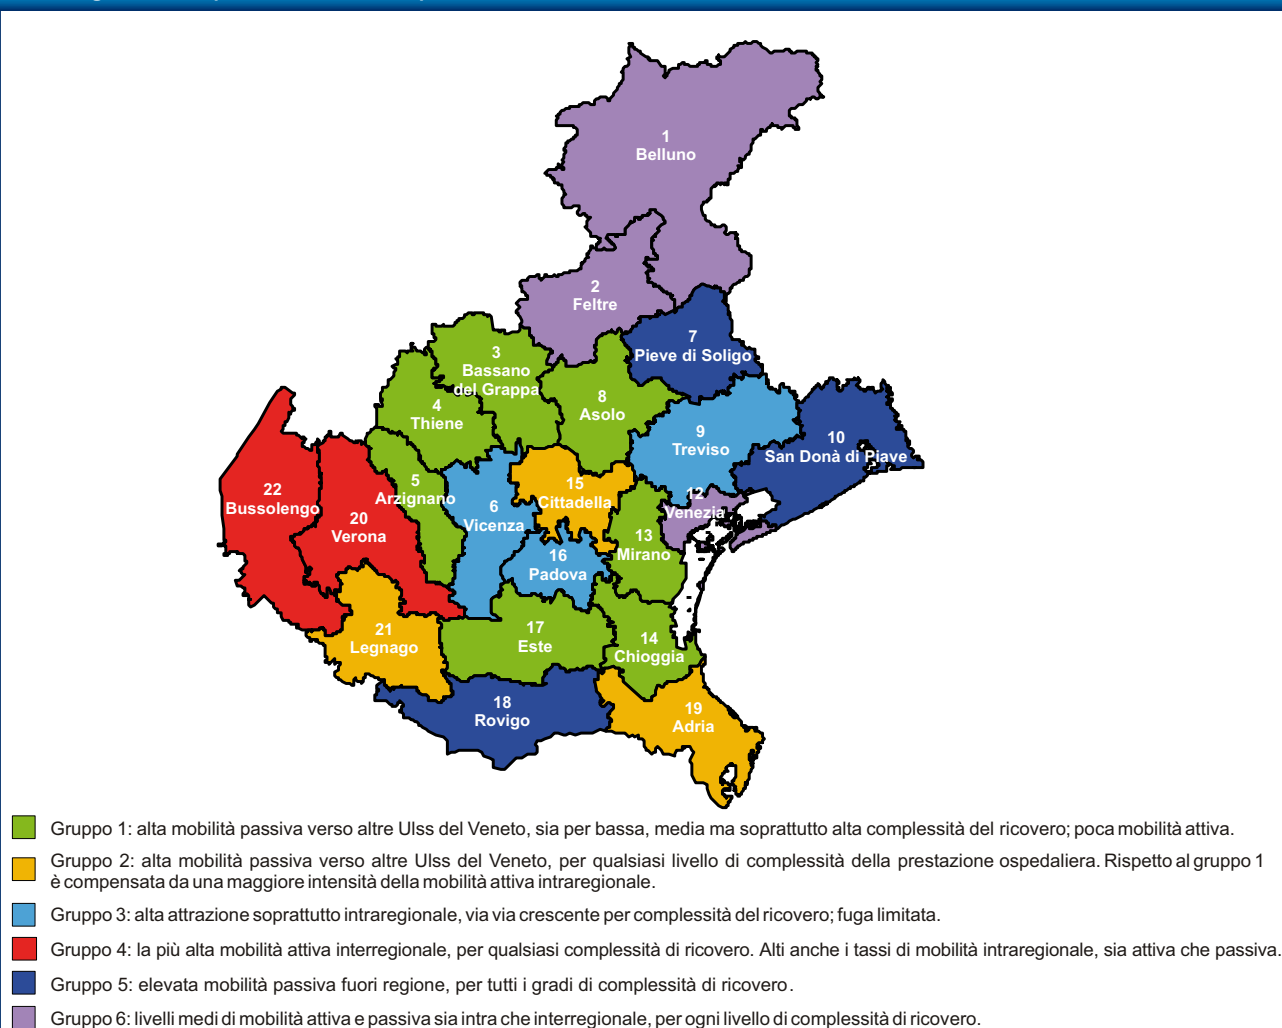 1
Belluno
2
Feltre
7
Pieve di Soligo
3
Bassano
del Grappa
8
Asolo
4
Thiene
9
Treviso
10
San Donà di Piave
5
Arzignano
15
Cittadella
22
Bussolengo
12
Venezia
6
Vicenza
20
Verona
13
Mirano
16
Padova
17
Este
21
Legnago
14
Chioggia
18
Rovigo
19
Adria
Gruppo 1: alta mobilità passiva verso altre Ulss del Veneto, sia per bassa, media ma soprattutto alta complessità del ricovero; poca mobilità attiva.
Gruppo 2: alta mobilità passiva verso altre Ulss del Veneto, per qualsiasi livello di complessità della prestazione ospedaliera. Rispetto al gruppo 1
è compensata da una maggiore intensità della mobilità attiva intraregionale.
Gruppo 3: alta attrazione soprattutto intraregionale, via via crescente per complessità del ricovero; fuga limitata.
Gruppo 4: la più alta mobilità attiva interregionale, per qualsiasi complessità di ricovero. Alti anche i tassi di mobilità intraregionale, sia attiva che passiva.
Gruppo 5: elevata mobilità passiva fuori regione, per tutti i gradi di complessità di ricovero.
Gruppo 6: livelli medi di mobilità attiva e passiva sia intra che interregionale, per ogni livello di complessità di ricovero.